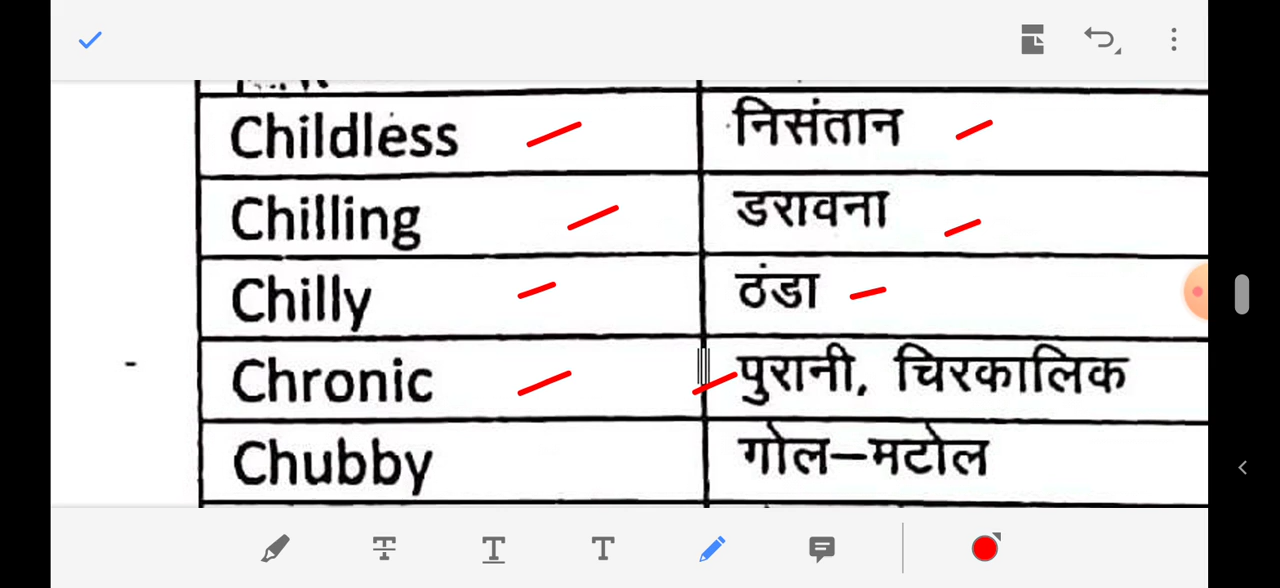 Childless निसंतान
Chilling डरावना
Chilly ठंडा
Chronic पुरानी, चिरकालिक
Chubby गोल–मटोल